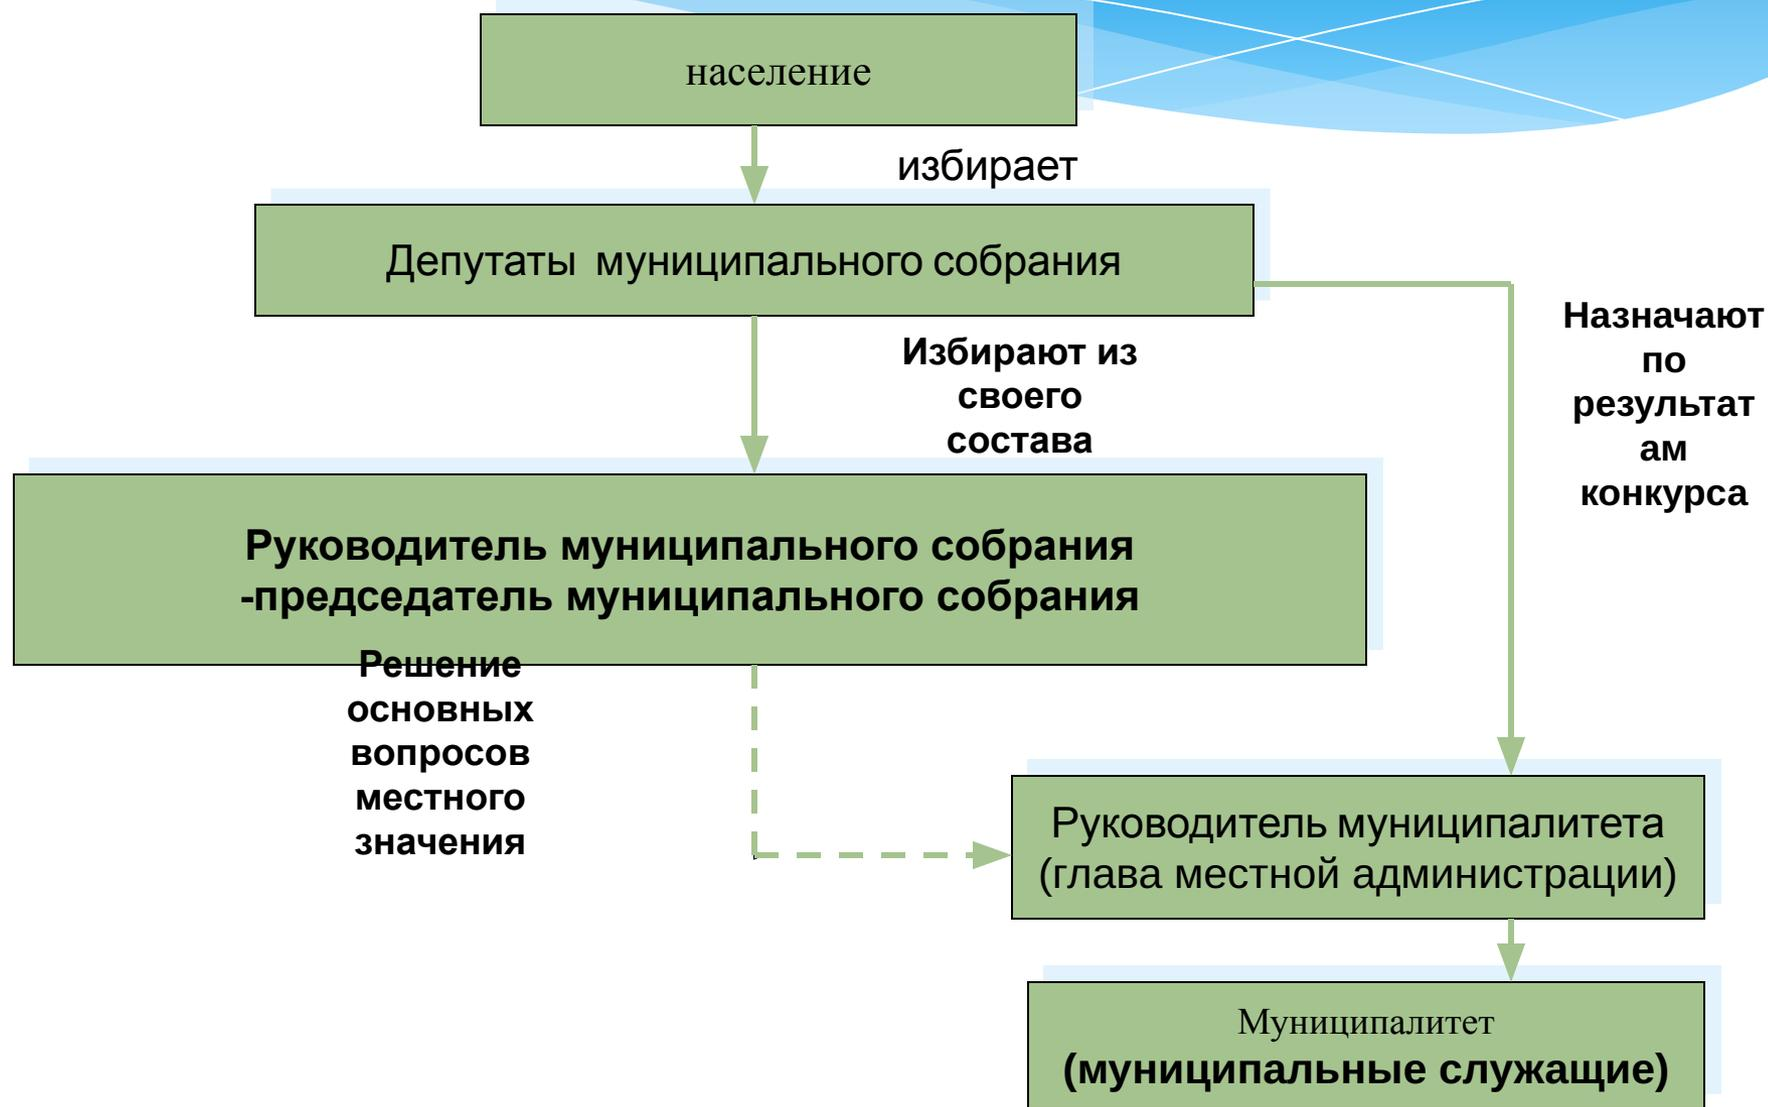 население
избирает
Депутаты муниципального собрания
Избирают из
своего
состава
Назначают
по
результат
ам
конкурса
Руководитель муниципального собрания
-председатель муниципального собрания
Решение
основных
вопросов
местного
значения
Руководитель муниципалитета
(глава местной администрации)
Муниципалитет
(муниципальные служащие)